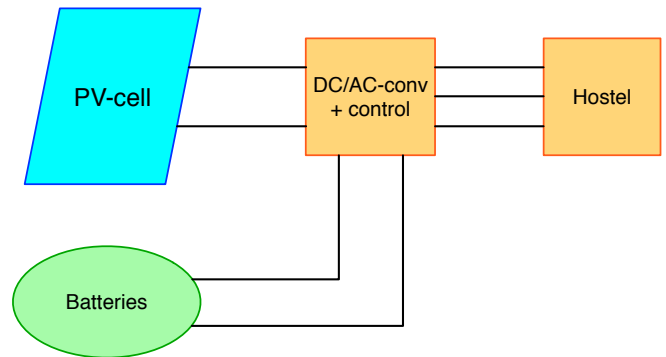 PV-cell
DC/AC-conv
+ control
Hostel
Batteries